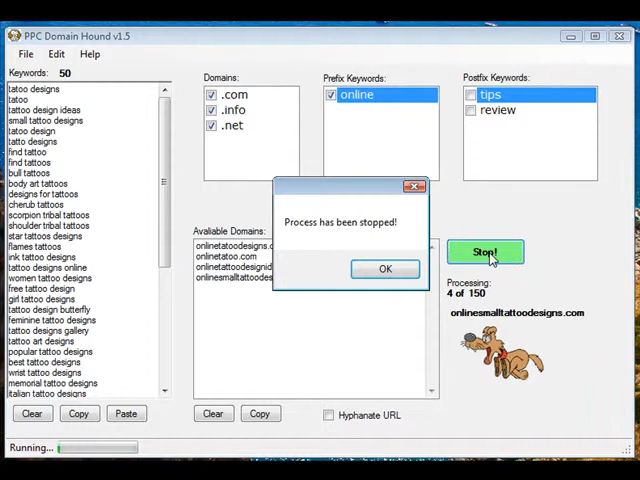 PPC Domain Hound v1.5
File Edit Help
Keywords: 50
tatoo designs
tatoo
tattoo design ideas
small tattoo designs
tatoo design
tatto designs
find tattoo
find tattoos
bull tattoos
body art tattoos
designs for tattoos
cherub tattoos
scorpion tribal tattoos
shoulder tribal tattoos
star tattoo designs
flames tattoos
ink tattoo designs
tattoo designs online
women tattoo designs
free tattoo design
girl tattoo designs
tattoo design butterfly
feminine tattoo designs
tattoo designs gallery
tattoo art designs
popular tattoo designs
best tattoo designs
wrist tattoo designs
memorial tattoo designs
italian tattoo designs
Clear Copy Paste
Domains:
.com
.info
.net
Prefix Keywords:
online
Postfix Keywords:
tips
review
Process has been stopped!
OK
Avaliable Domains:
onlinetatoodesigns.c
onlinetatoo.com
onlinetattoodesignid
onlinesmalltattoodes
Clear Copy
Hyphanate URL
Stop!
Processing:
4 of 150
onlinesmalltattoodesigns.com
Running...